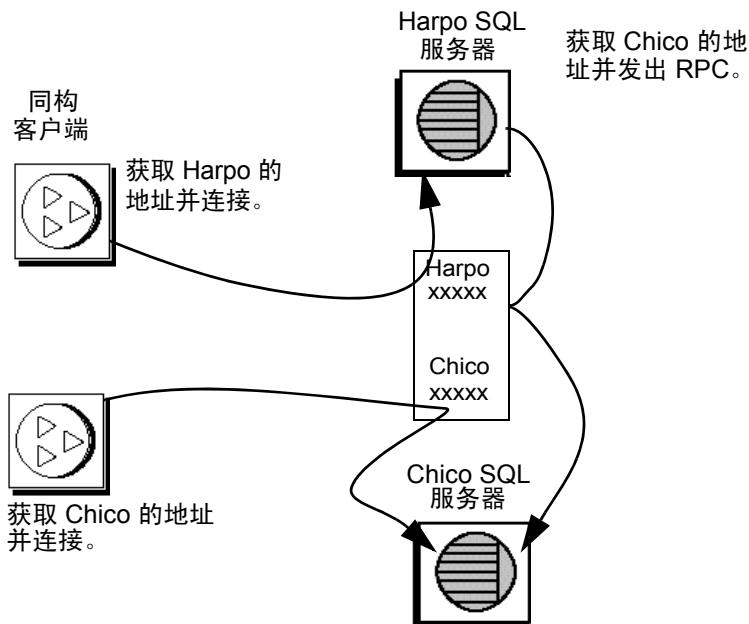 Harpo SQL
服务器
获取 Chico 的地
址并发出 RPC。
同构
客户端
获取 Harpo 的
地址并连接。
Harpo
xxxxx
Chico
xxxxx
Chico SQL
服务器
获取 Chico 的地址
并连接。